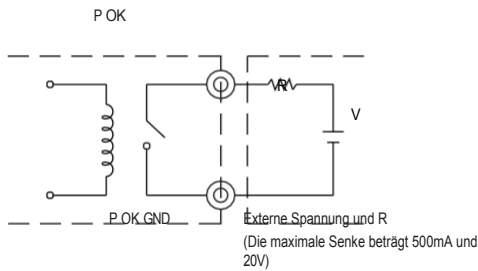 P OK
R
V
P OK GND
Externe Spannung und R
(Die maximale Senke beträgt 500mA und
20V)